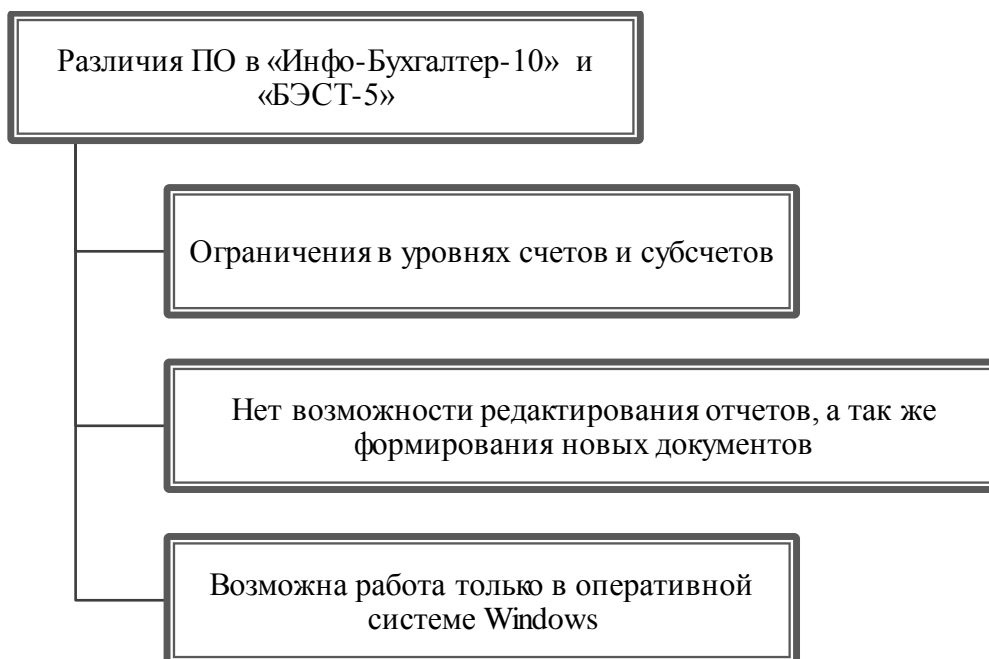 Различия ПО в «Инфо-Бухгалтер-10» и
«БЭСТ-5»
Ограничения в уровнях счетов и субсчетов
Нет возможности редактирования отчетов, а так же
формирования новых документов
Возможна работа только в оперативной
системе Windows